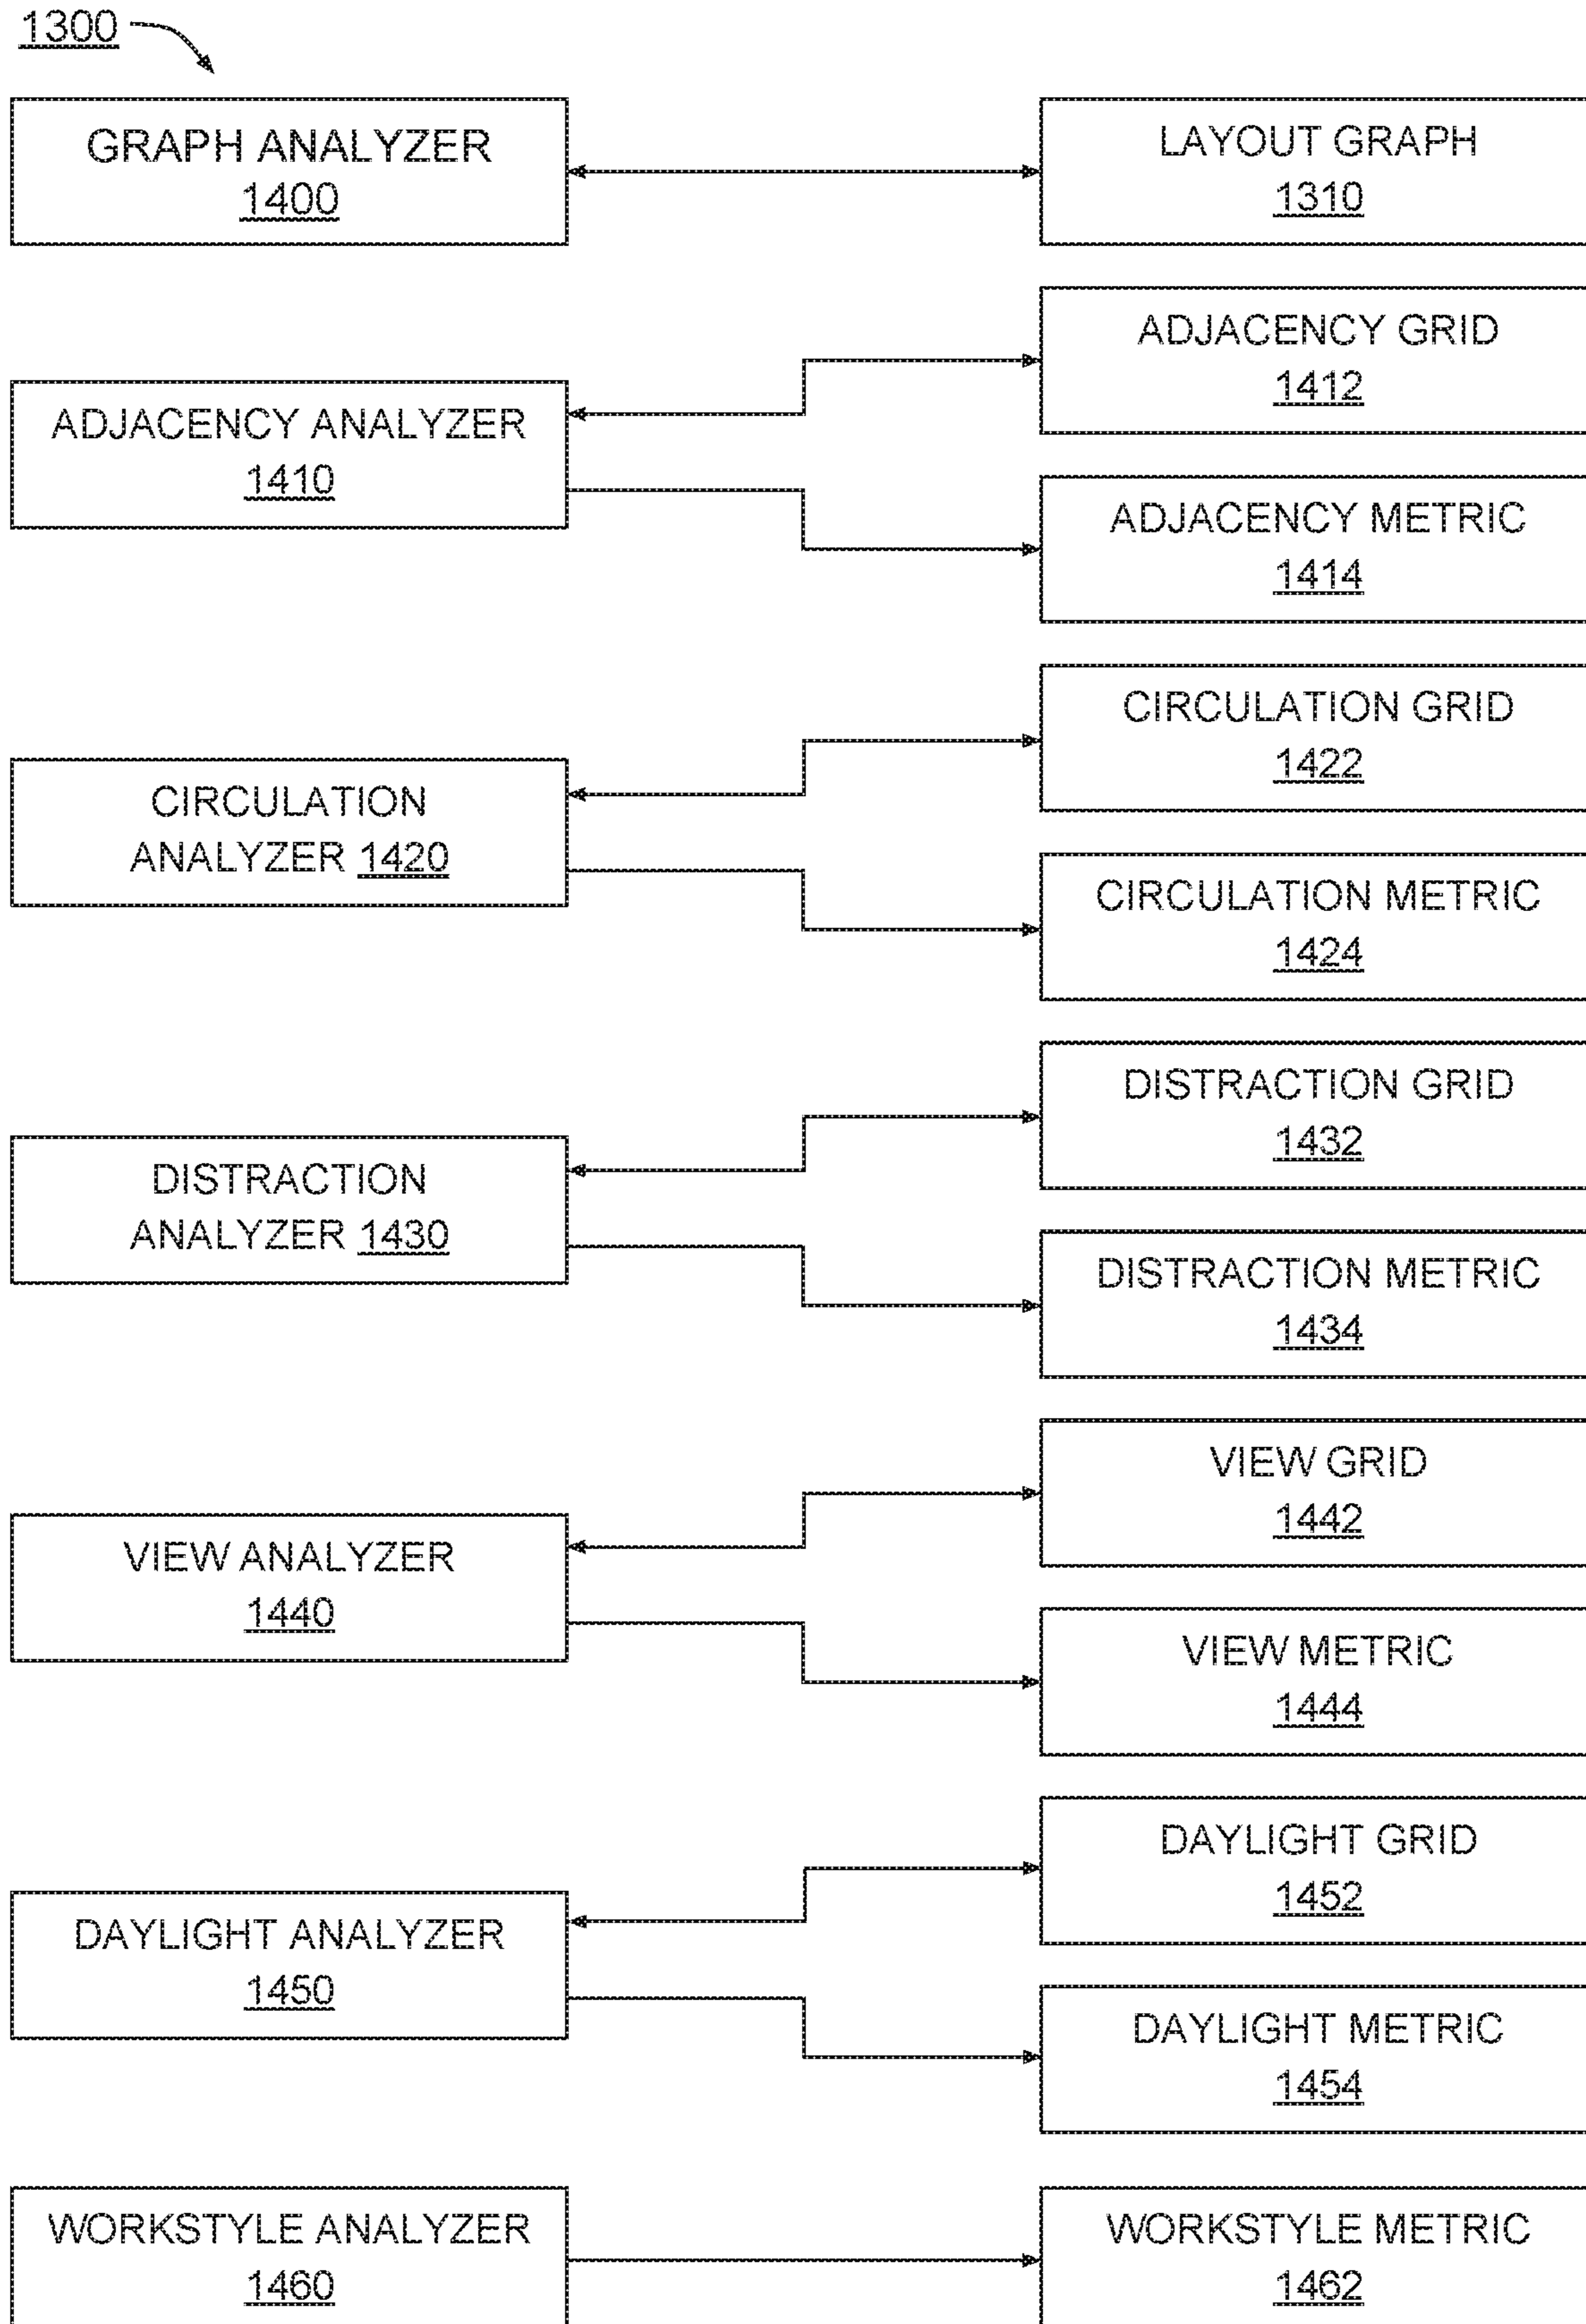 1300
GRAPH ANALYZER
1400
LAYOUT GRAPH
1310
ADJACENCY GRID
1412
ADJACENCY ANALYZER
1410
ADJACENCY METRIC
1414
CIRCULATION GRID
1422
CIRCULATION
ANALYZER 1420
CIRCULATION METRIC
1424
DISTRACTION GRID
1432
DISTRACTION
ANALYZER 1430
DISTRACTION METRIC
1434
VIEW GRID
1442
VIEW ANALYZER
1440
VIEW METRIC
1444
DAYLIGHT GRID
1452
DAYLIGHT ANALYZER
1450
DAYLIGHT METRIC
1454
WORKSTYLE ANALYZER
1460
WORKSTYLE METRIC
1462